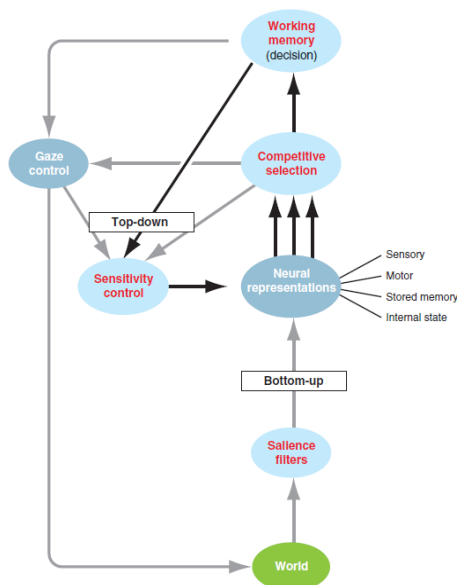 Working
memory
(decision)
Gaze
control
Competitive
selection
Top-down
Sensitivity
control
Neural
representations
Sensory
Motor
Stored memory
Internal state
Bottom-up
Salience
filters
World